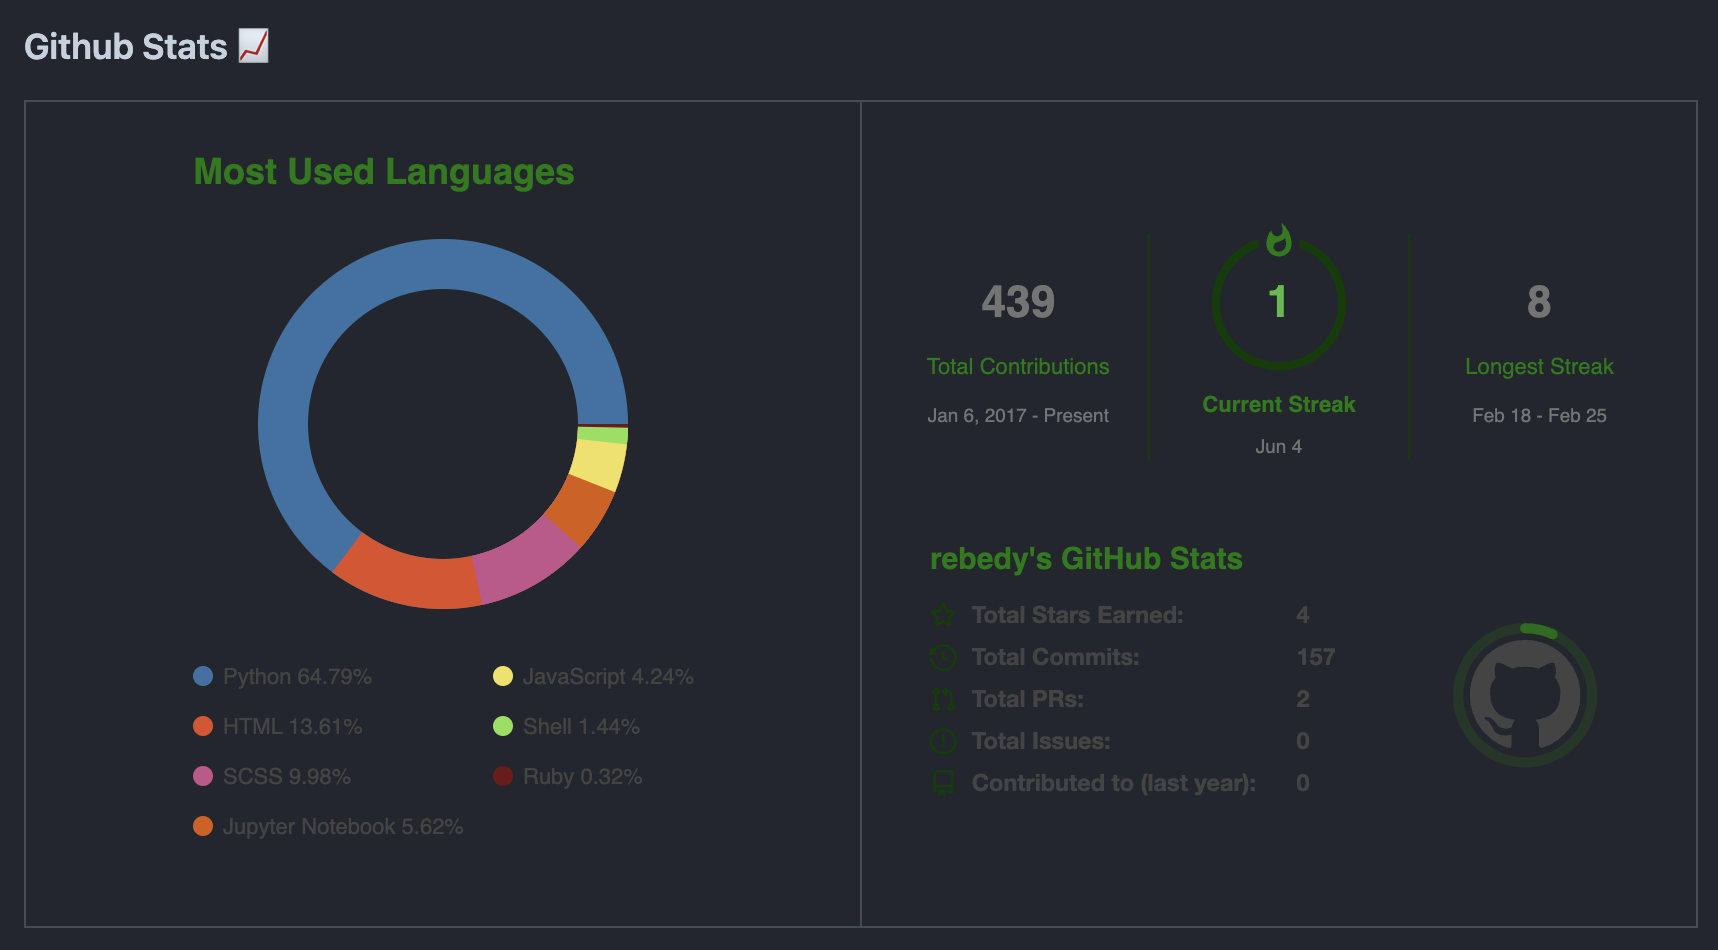 Github Stats 📈
Most Used Languages
Python 64.79%
HTML 13.61%
SCSS 9.98%
Jupyter Notebook 5.62%
JavaScript 4.24%
Shell 1.44%
Ruby 0.32%
439
Total Contributions
Jan 6, 2017 - Present
1
Current Streak
Jun 4
8
Longest Streak
Feb 18 - Feb 25
rebedy's GitHub Stats
Total Stars Earned: 4
Total Commits: 157
Total PRs: 2
Total Issues: 0
Contributed to (last year): 0